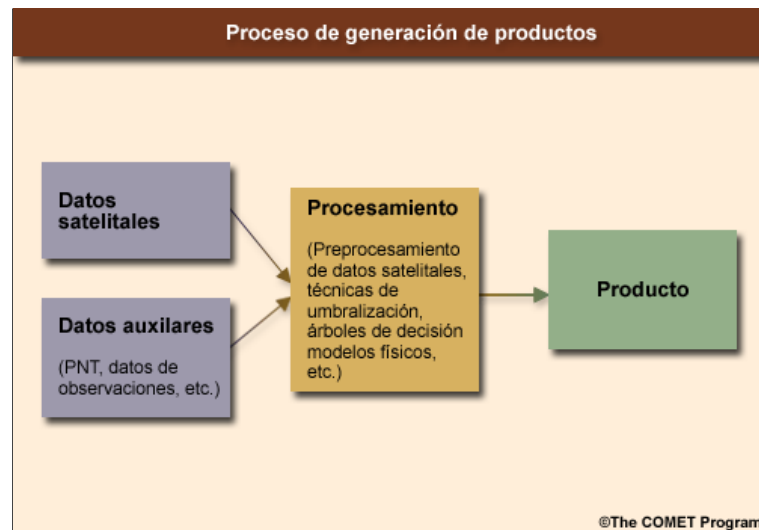 Proceso de generación de productos
Datos
satelitales
Datos auxilares
(PNT, datos de
observaciones, etc.)
Procesamiento
(Preprocesamiento
de datos satelitales,
técnicas de
umbralización,
árboles de decisión
modelos físicos,
etc.)
Producto
©The COMET Program